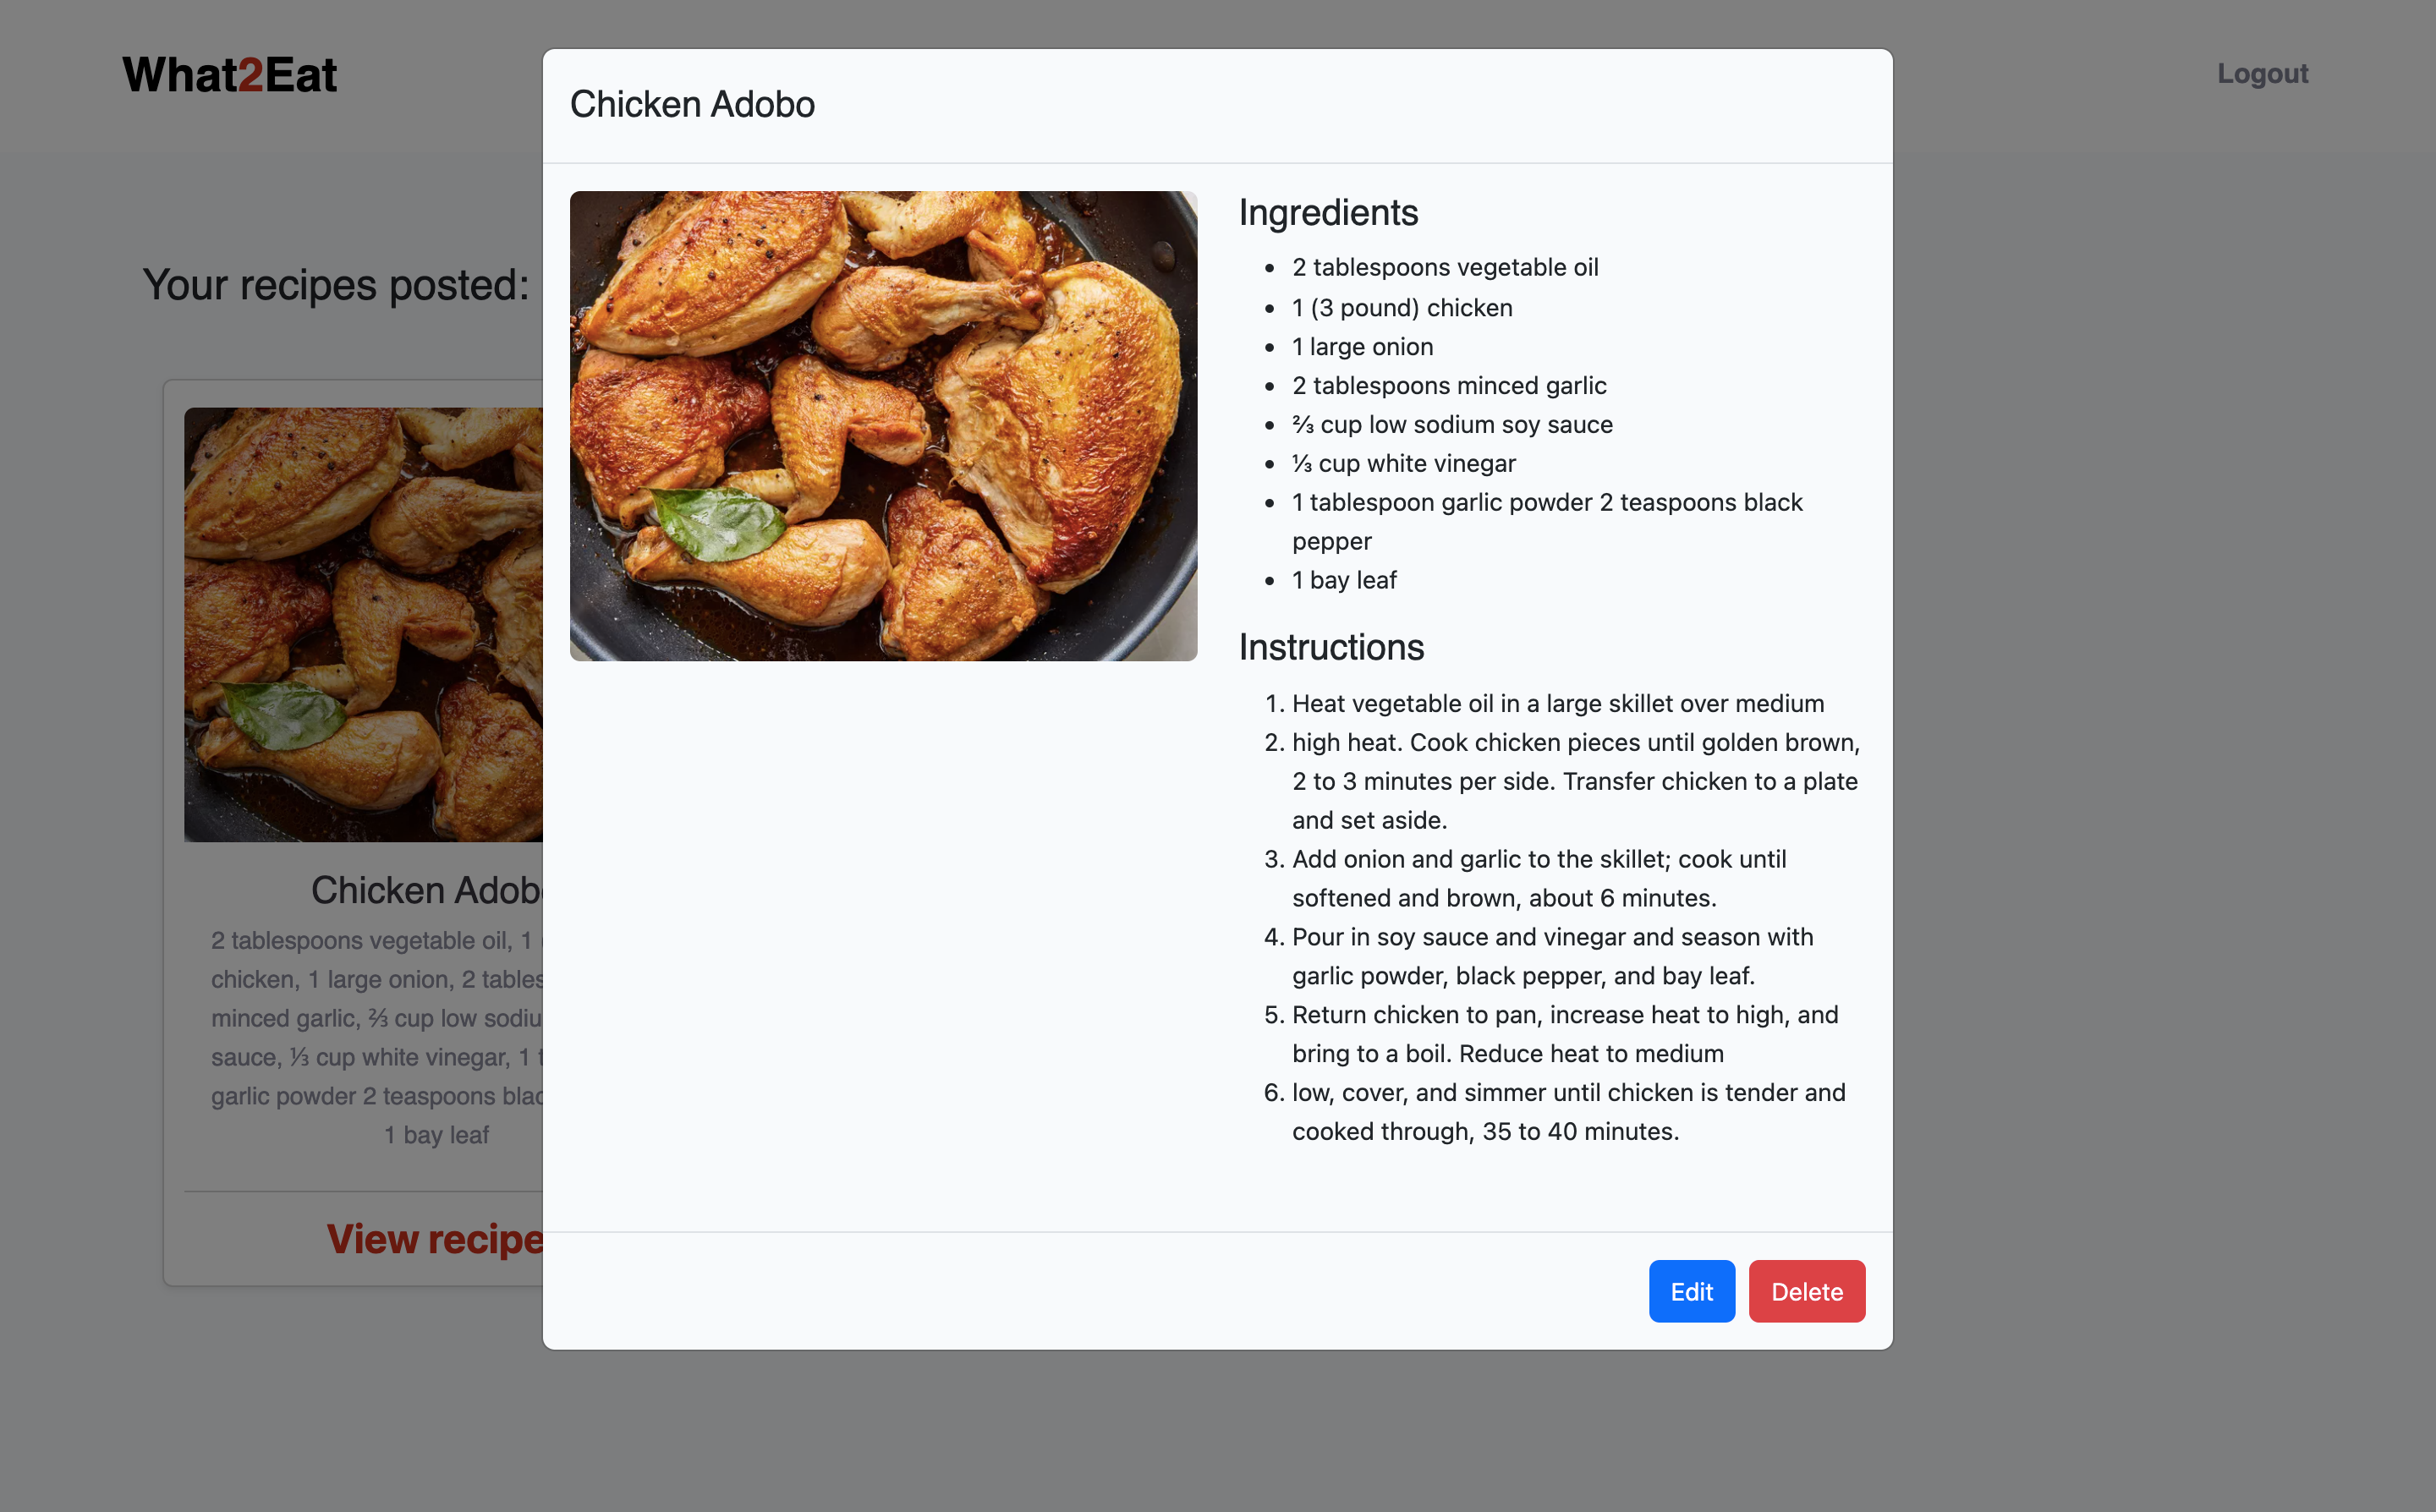 What2Eat
Logout
Your recipes posted:
Chicken Adobo
2 tablespoons vegetable oil, 1
chicken, 1 large onion, 2
minced garlic, ⅔ cup low
sauce, ⅓ cup white vinegar, 1
garlic powder 2 teaspoons
1 bay leaf
View recipe
Chicken Adobo
Ingredients
• 2 tablespoons vegetable oil
• 1 (3 pound) chicken
• 1 large onion
• 2 tablespoons minced garlic
• ⅔ cup low sodium soy sauce
• ⅓ cup white vinegar
• 1 tablespoon garlic powder 2 teaspoons black
pepper
• 1 bay leaf
Instructions
1. Heat vegetable oil in a large skillet over medium
2. high heat. Cook chicken pieces until golden brown,
2 to 3 minutes per side. Transfer chicken to a plate
and set aside.
3. Add onion and garlic to the skillet; cook until
softened and brown, about 6 minutes.
4. Pour in soy sauce and vinegar and season with
garlic powder, black pepper, and bay leaf.
5. Return chicken to pan, increase heat to high, and
bring to a boil. Reduce heat to medium
6. low, cover, and simmer until chicken is tender and
cooked through, 35 to 40 minutes.
Edit
Delete